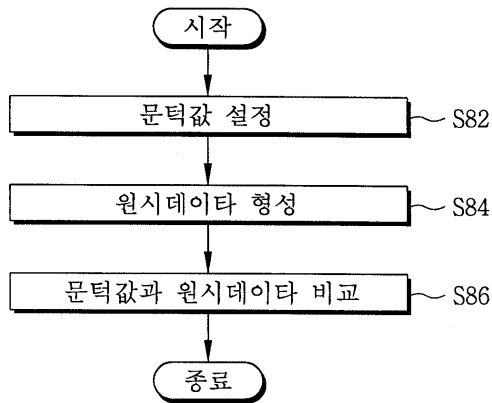 시작
문턱값 설정
S82
원시데이타 형성
S84
문턱값과 원시데이타 비교
S86
종료